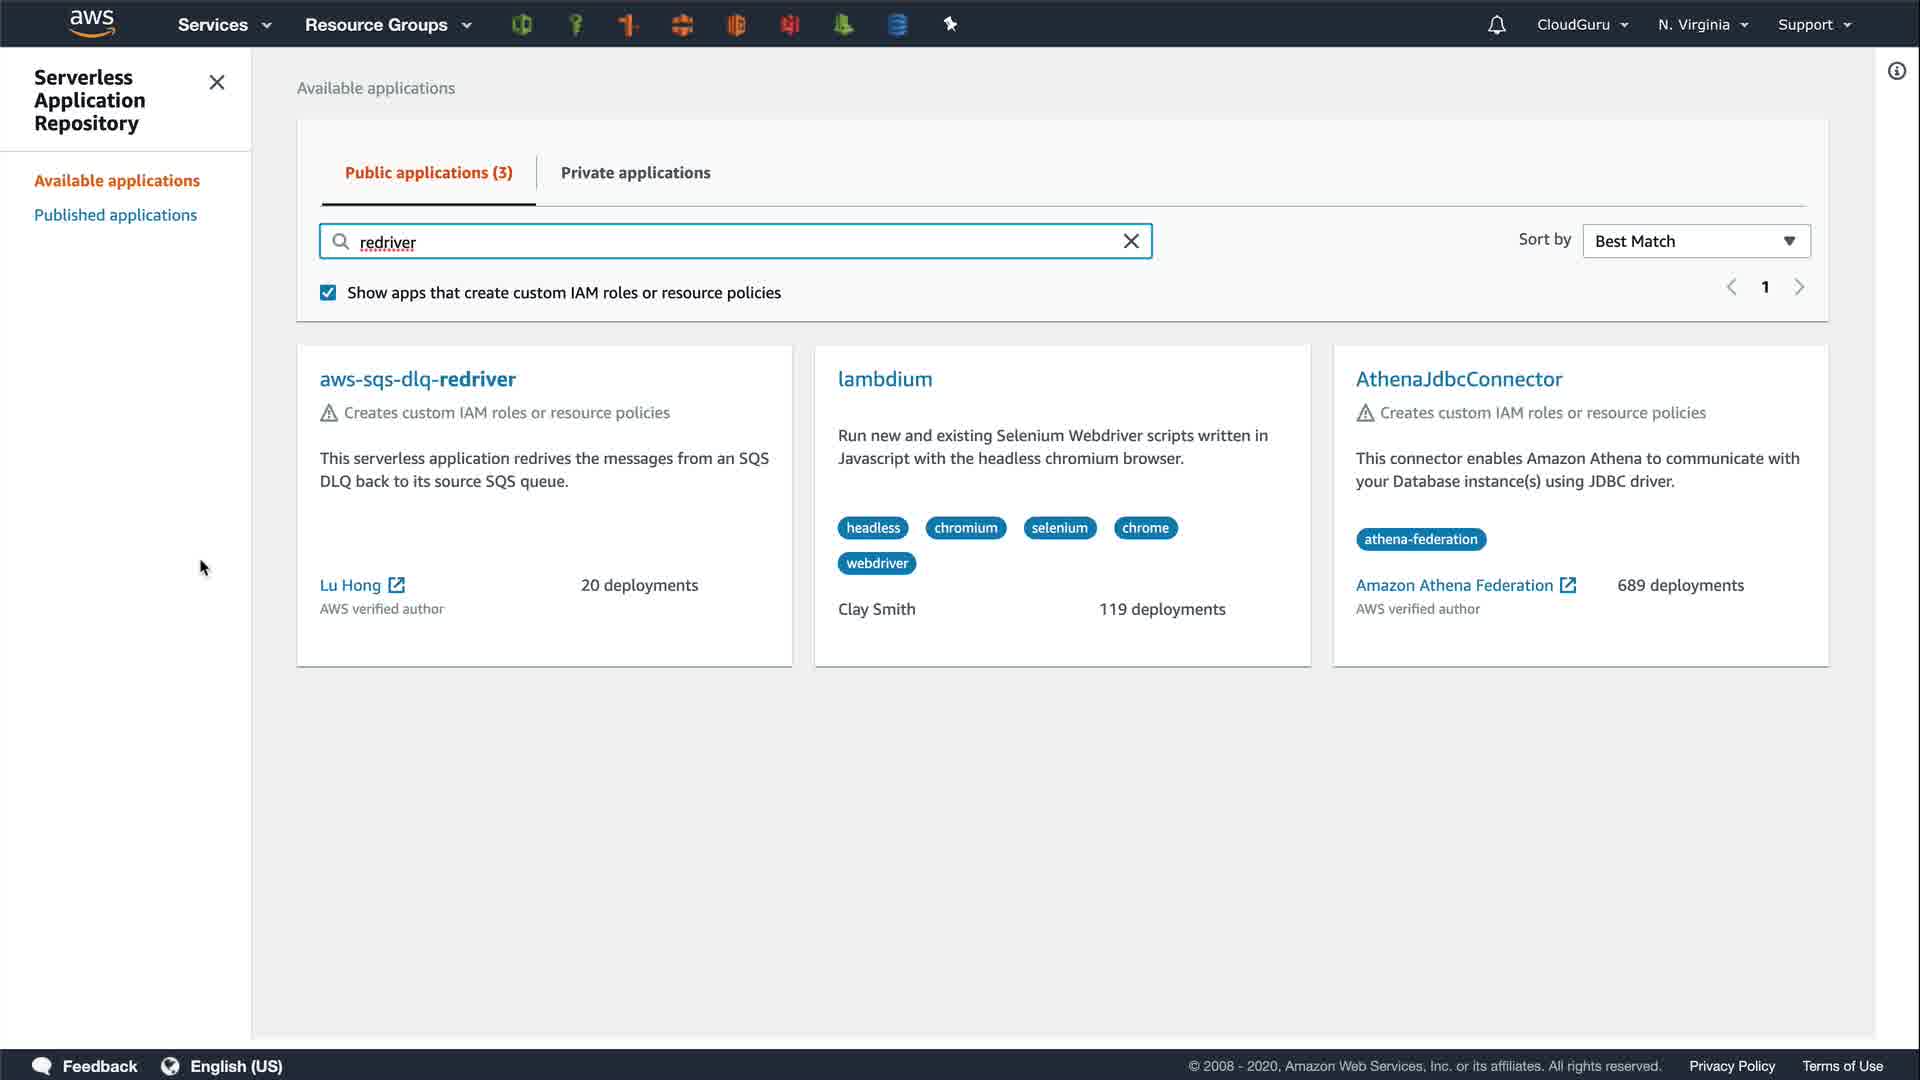 aws
Services
Resource Groups
CloudGuru
N. Virginia
Support
Serverless
Application
Repository
Available applications
Published applications
Available applications
Public applications (3)
Private applications
redriver
Sort by
Best Match
Show apps that create custom IAM roles or resource policies
1
aws-sqs-dlq-redriver
Creates custom IAM roles or resource policies
This serverless application redrives the messages from an SQS
DLQ back to its source SQS queue.
Lu Hong
20 deployments
AWS verified author
lambdium
Run new and existing Selenium Webdriver scripts written in
Javascript with the headless chromium browser.
headless
chromium
selenium
chrome
webdriver
Clay Smith
119 deployments
AthenaJdbcConnector
Creates custom IAM roles or resource policies
This connector enables Amazon Athena to communicate with
your Database instance(s) using JDBC driver.
athena-federation
Amazon Athena Federation
689 deployments
AWS verified author
Feedback
English (US)
© 2008 - 2020, Amazon Web Services, Inc. or its affiliates. All rights reserved.
Privacy Policy
Terms of Use